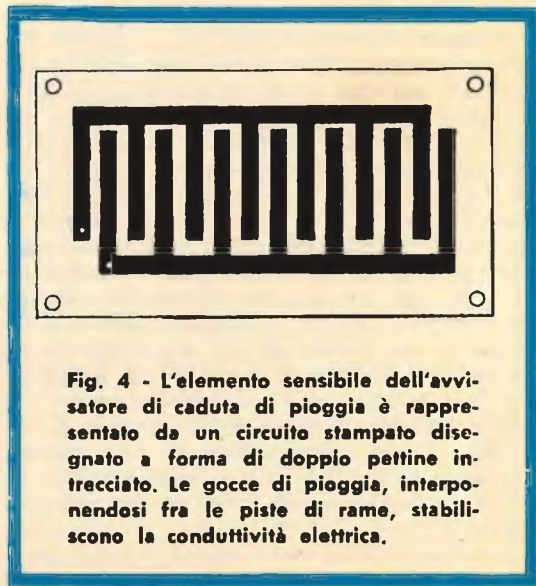 Fig. 4 - L'elemento sensibile dell'avvi-
satore di caduta di pioggia è rappre-
sentato da un circuito stampato dise-
gnato a forma di doppio pettine in-
trecciato. Le gocce di pioggia, interpo-
nendosi fra le piste di rame, stabili-
scono la conduttività elettrica.